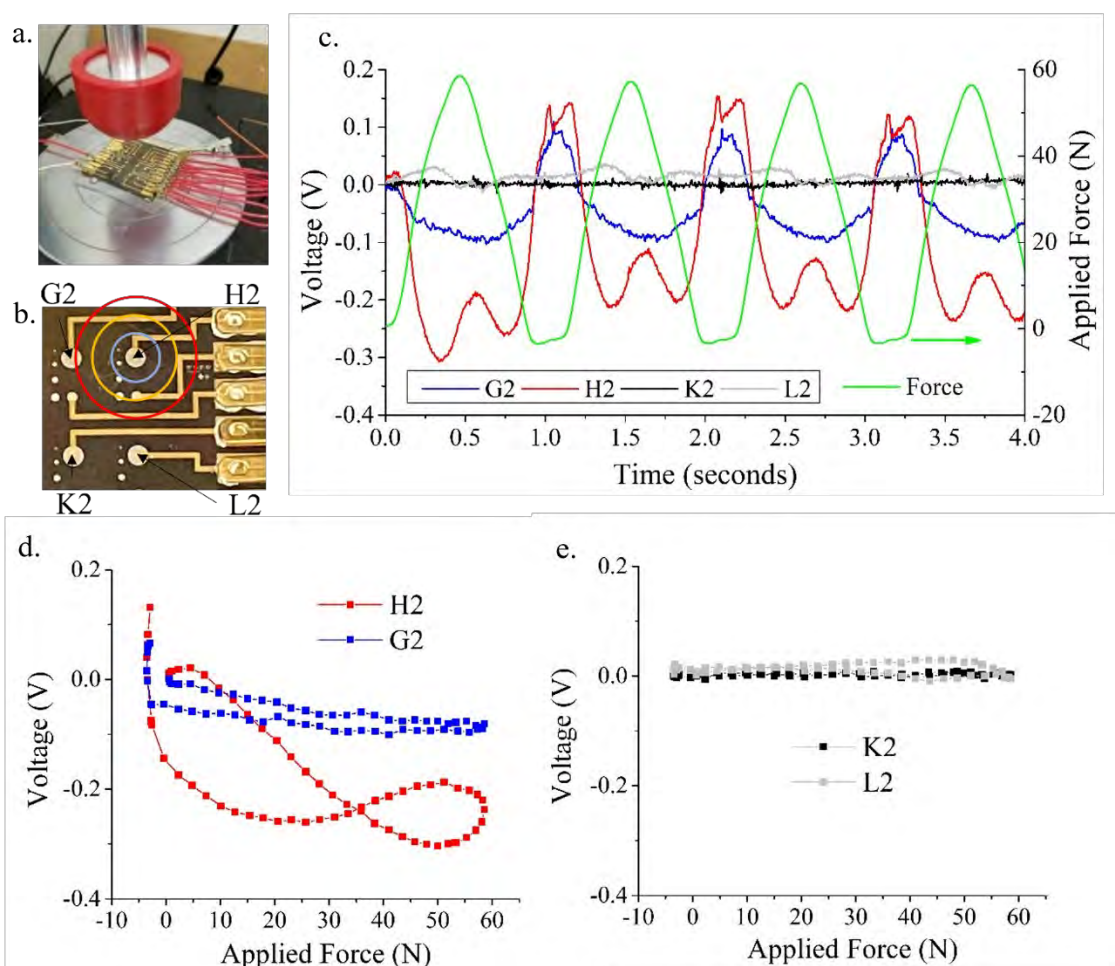 a.
b.
G2
H2
K2
L2
c.
0.2
0.1
0.0
-0.1
-0.2
-0.3
-0.4
Voltage (V)
60
40
20
0
-20
Applied Force (N)
G2 H2 K2 L2 Force
0.0 0.5 1.0 1.5 2.0 2.5 3.0 3.5 4.0
Time (seconds)
d.
0.2
0.0
-0.2
-0.4
Voltage (V)
H2
G2
-10 0 10 20 30 40 50 60
Applied Force (N)
e.
0.2
0.0
-0.2
-0.4
Voltage (V)
K2
L2
-10 0 10 20 30 40 50 60
Applied Force (N)